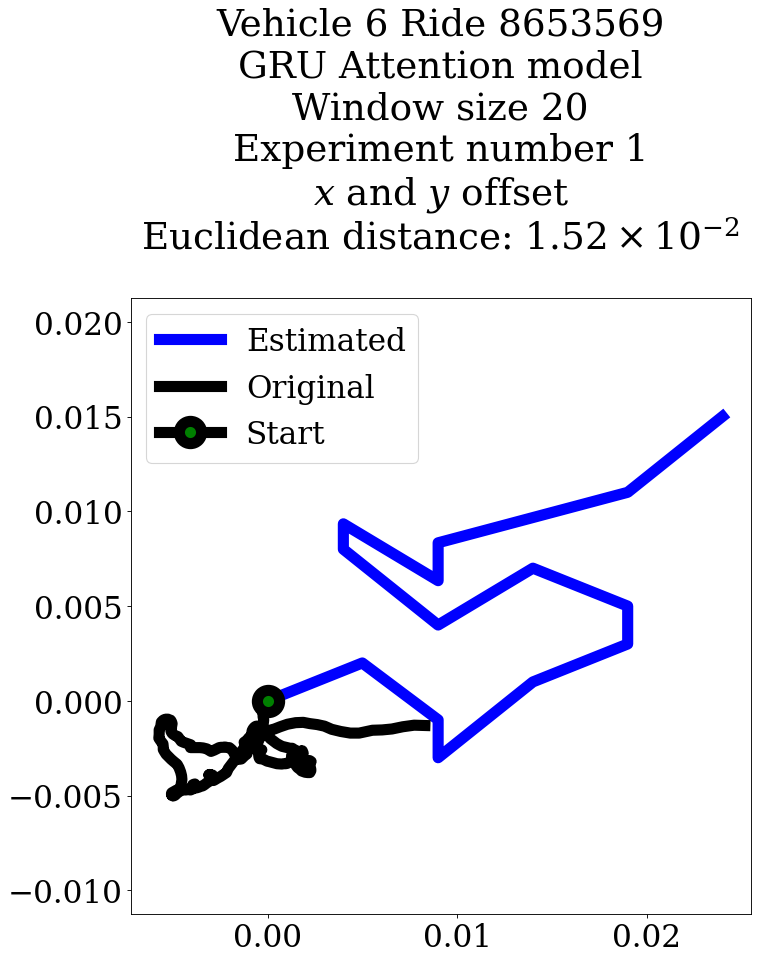 Vehicle 6 Ride 8653569
GRU Attention model
Window size 20
Experiment number 1
x and y offset
Euclidean distance: 1.52 × 10⁻²
Estimated
Original
Start
0.020
0.015
0.010
0.005
0.000
−0.005
−0.010
0.00 0.01 0.02